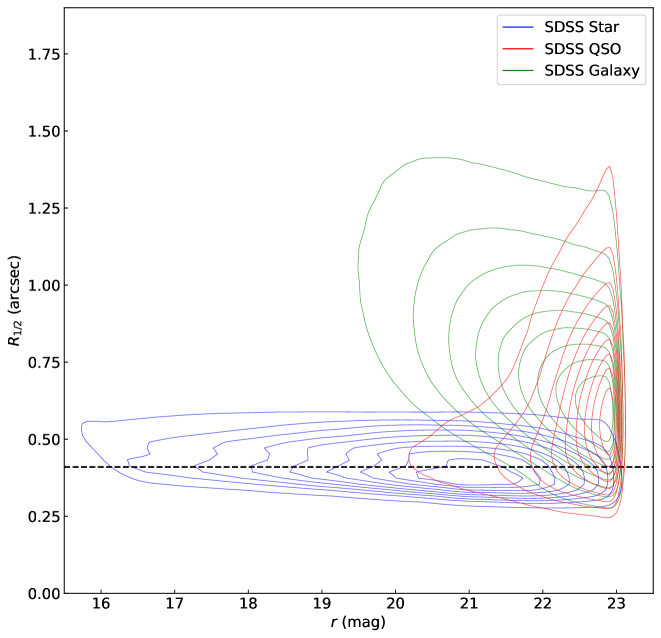 SDSS Star
SDSS QSO
SDSS Galaxy
1.75
1.50
1.25
1.00
0.75
0.50
0.25
0.00
R1/2 (arcsec)
16 17 18 19 20 21 22 23
r (mag)